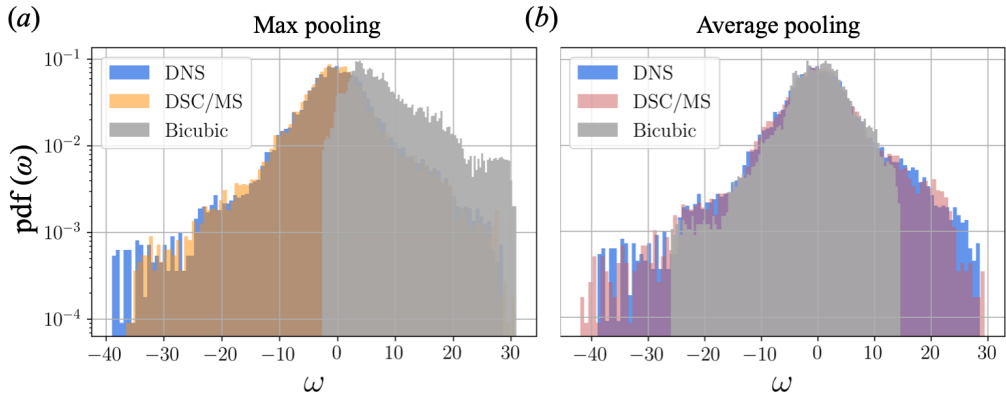 (a) Max pooling
(b) Average pooling
pdf (ω)
10⁻¹
10⁻²
10⁻³
10⁻⁴
DNS
DSC/MS
Bicubic
−40 −30 −20 −10 0 10 20 30
ω
DNS
DSC/MS
Bicubic
−40 −30 −20 −10 0 10 20 30
ω